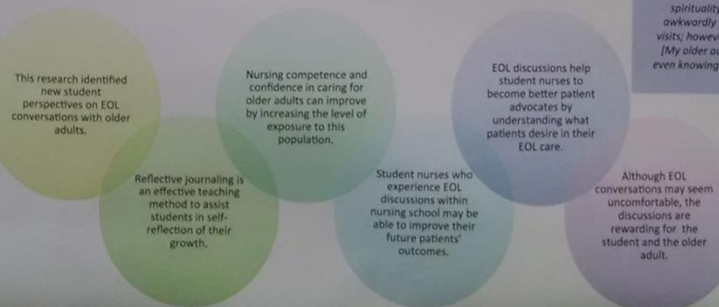 This research identified
new student
perspectives on EOL
conversations with older
adults.
Reflective journaling is
an effective teaching
method to assist
students in self-
reflection of their
growth.
Nursing competence and
confidence in caring for
older adults can improve
by increasing the level of
exposure to this
population.
Student nurses who
experience EOL
discussions within
nursing school may be
able to improve their
future patients'
outcomes.
EOL discussions help
student nurses to
become better patient
advocates by
understanding what
patients desire in their
EOL care.
Although EOL
conversations may seem
uncomfortable, the
discussions are
rewarding for the
student and the older
adult.
spirituality
awkwardly
visits;
[My older
even knowing